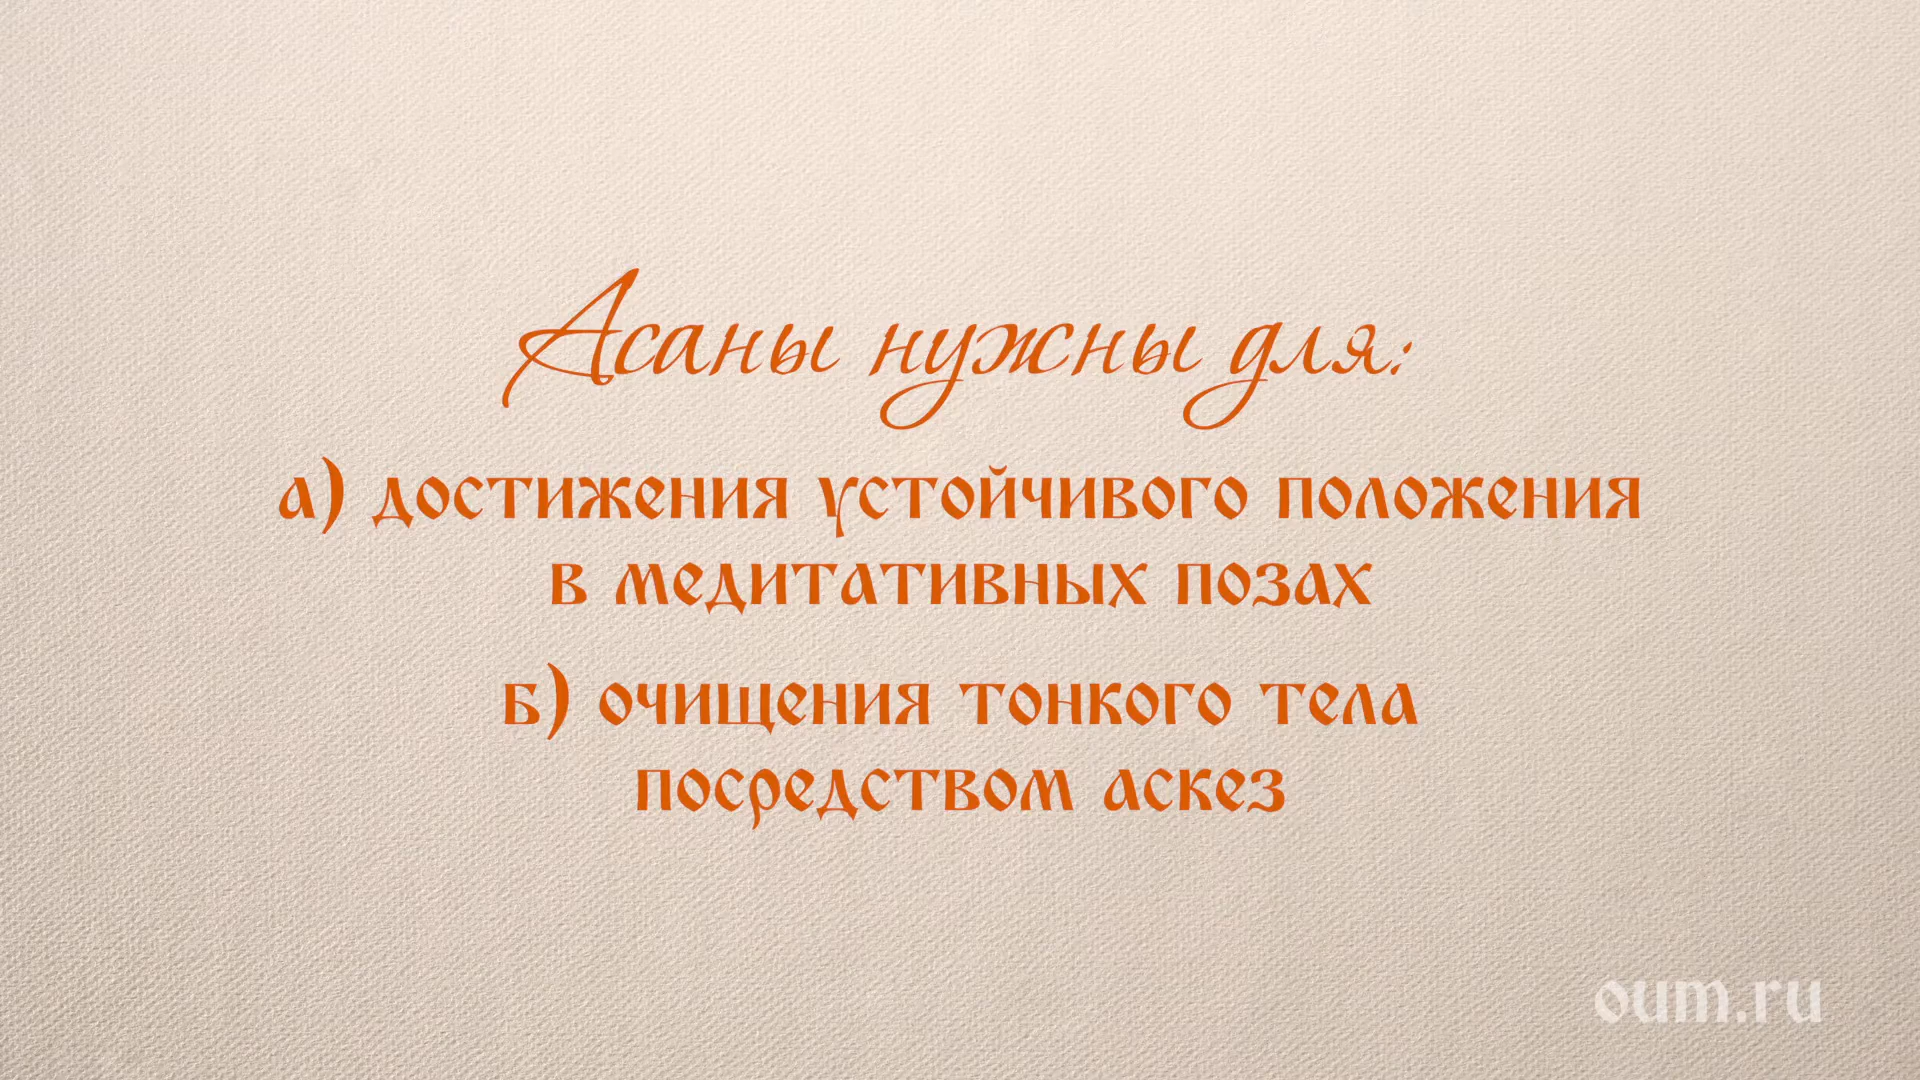 Асаны нужны для:
а) достижения устойчивого положения
в медитативных позах
б) очищения тонкого тела
посредством аскез
oum.ru